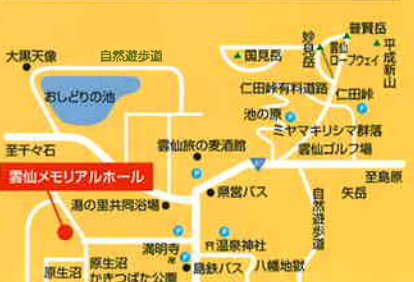 普賢岳
妙見岳
雲仙
ロープウェイ
平成新山
大黒天像
自然遊歩道
国見岳
仁田峠有料道路
仁田峠
おしどりの池
池の原
P
P
ミヤマキリシマ群落
雲仙ゴルフ場
至千々石
雲仙旅の麦酒館
P
至島原
雲仙メモリアルホール
県営バス
自然遊歩道
矢岳
湯の里共同浴場
P
P
満明寺
卍
温泉神社
P
島鉄バス
八幡地獄
原生沼
原生沼
かきつばた公園